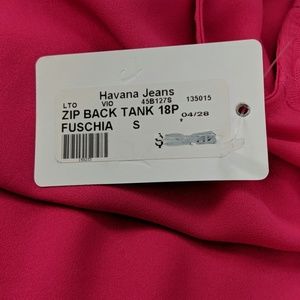 Havana Jeans
LTO VIO 45B127S 135015
ZIP BACK TANK 18P, 04/28
FUSCHIA S